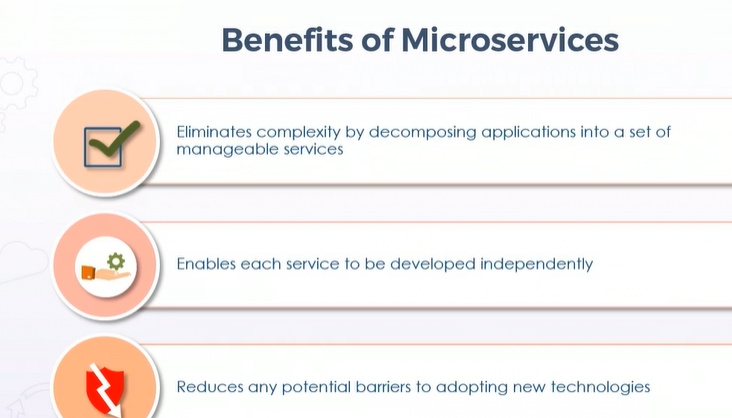 Benefits of Microservices
Eliminates complexity by decomposing applications into a set of
manageable services
Enables each service to be developed independently
Reduces any potential barriers to adopting new technologies